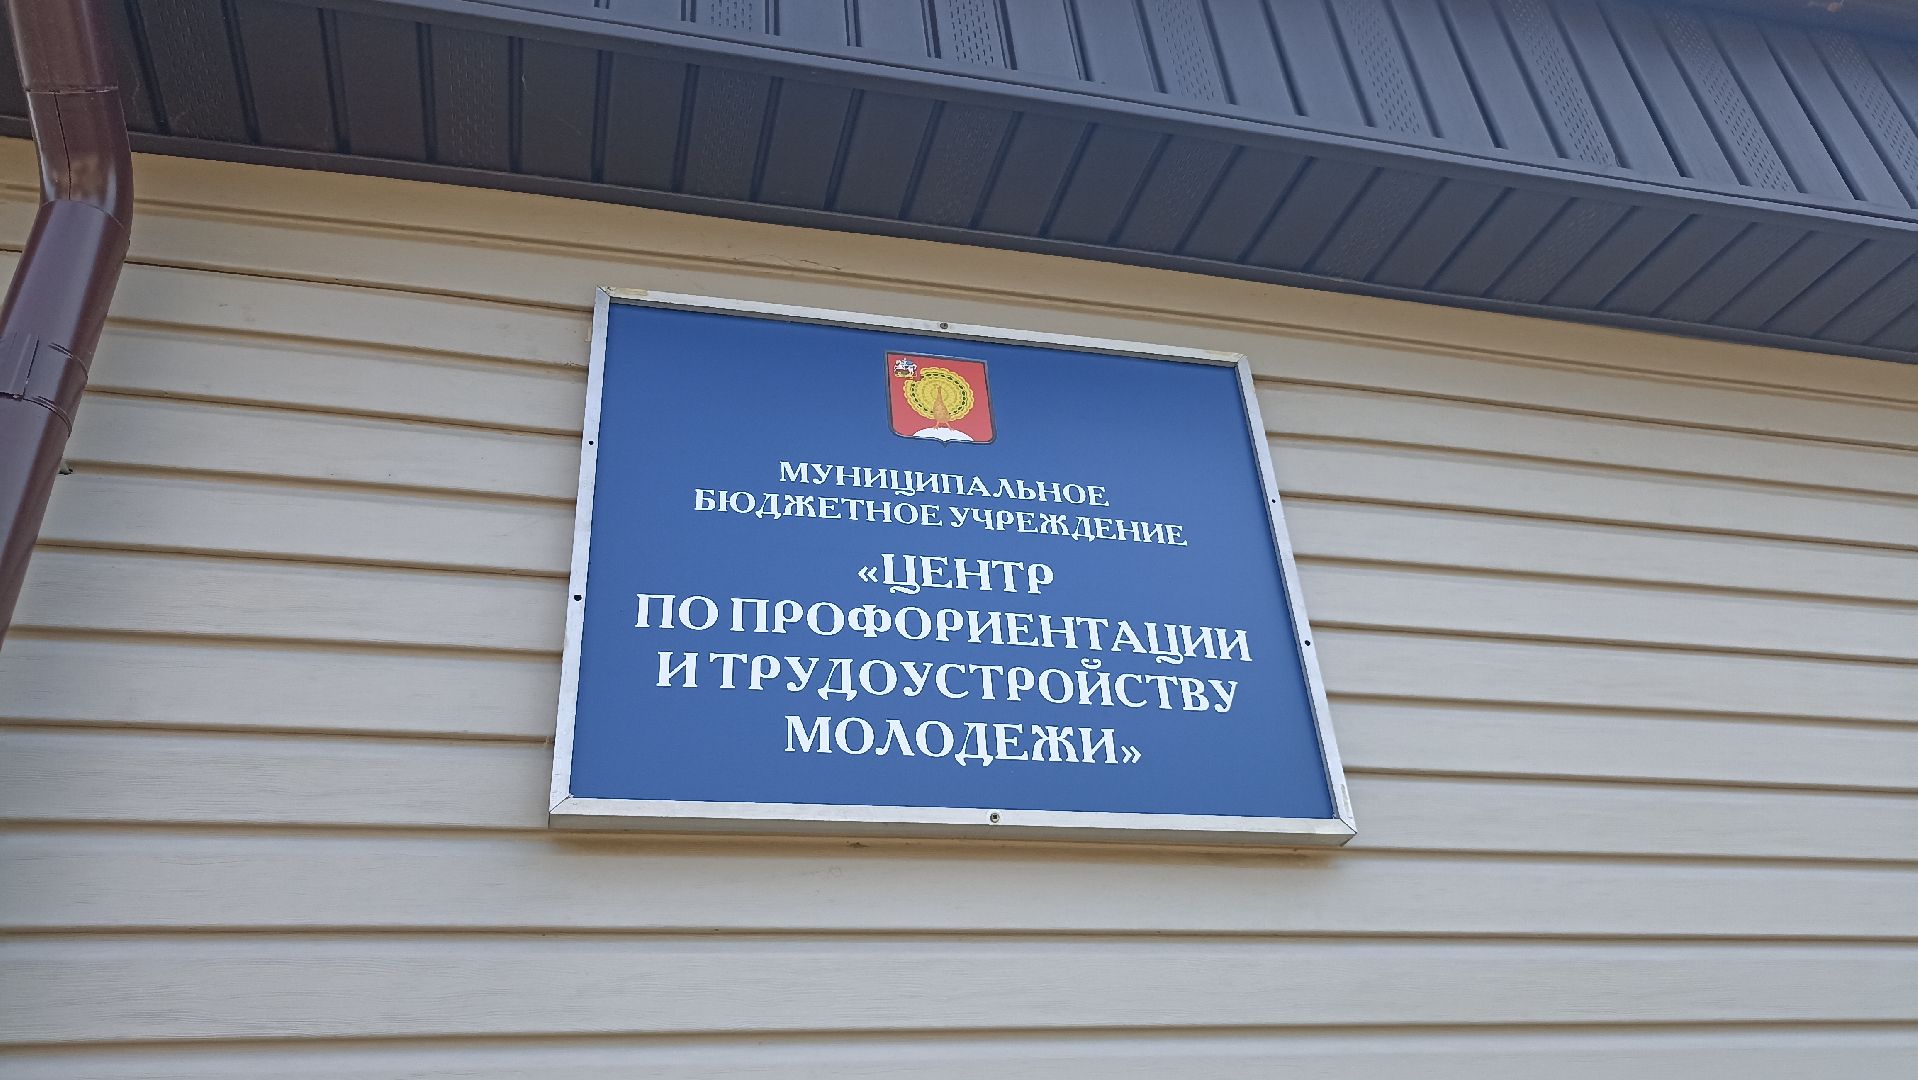 МУНИЦИПАЛЬНОЕ
БЮДЖЕТНОЕ УЧРЕЖДЕНИЕ
«ЦЕНТР
ПО ПРОФОРИЕНТАЦИИ
И ТРУДОУСТРОЙСТВУ
МОЛОДЕЖИ»